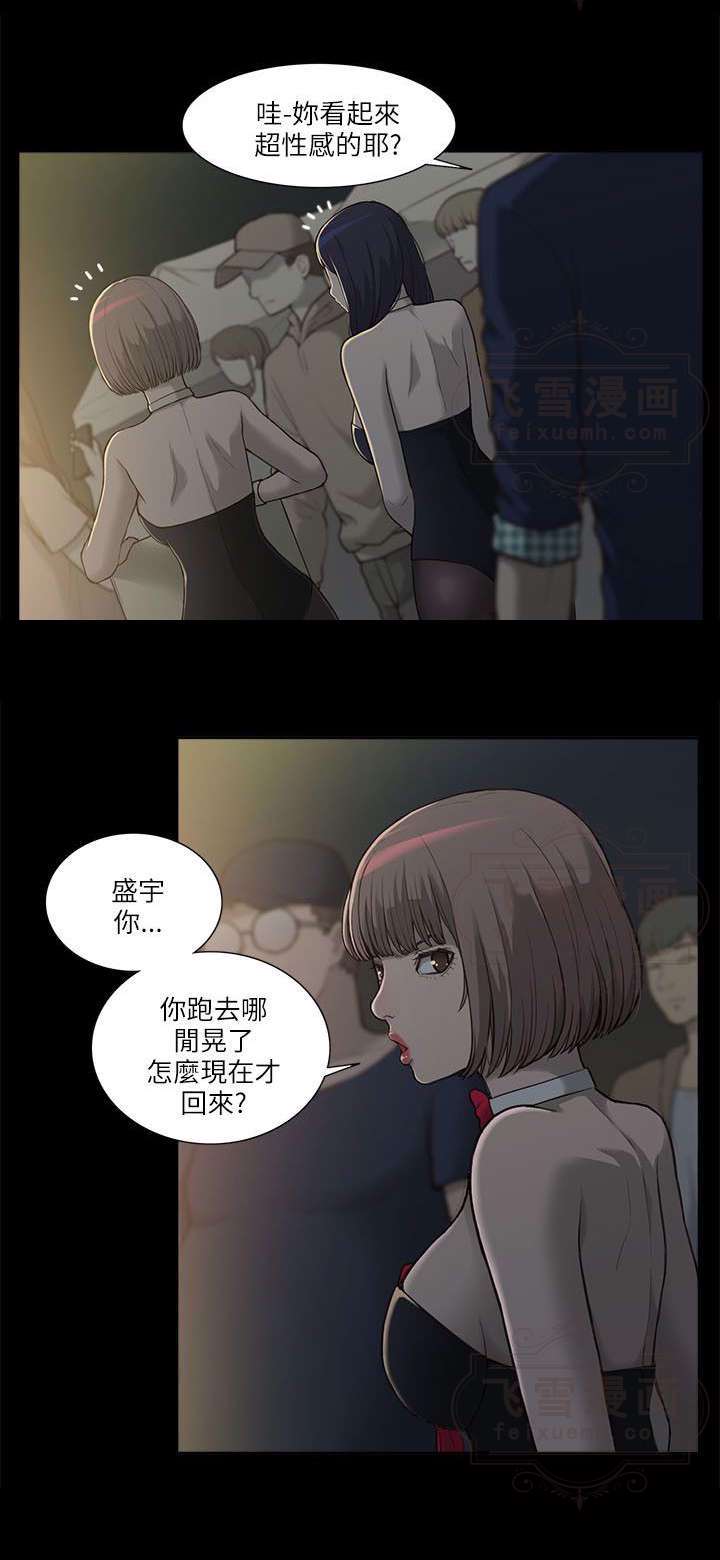 哇-妳看起來
超性感的耶?
飞雪漫画
feixuemh.com
盛宇
你...
你跑去哪
閒晃了
怎麼現在才
回來?
飞雪漫画
feixuemh.com